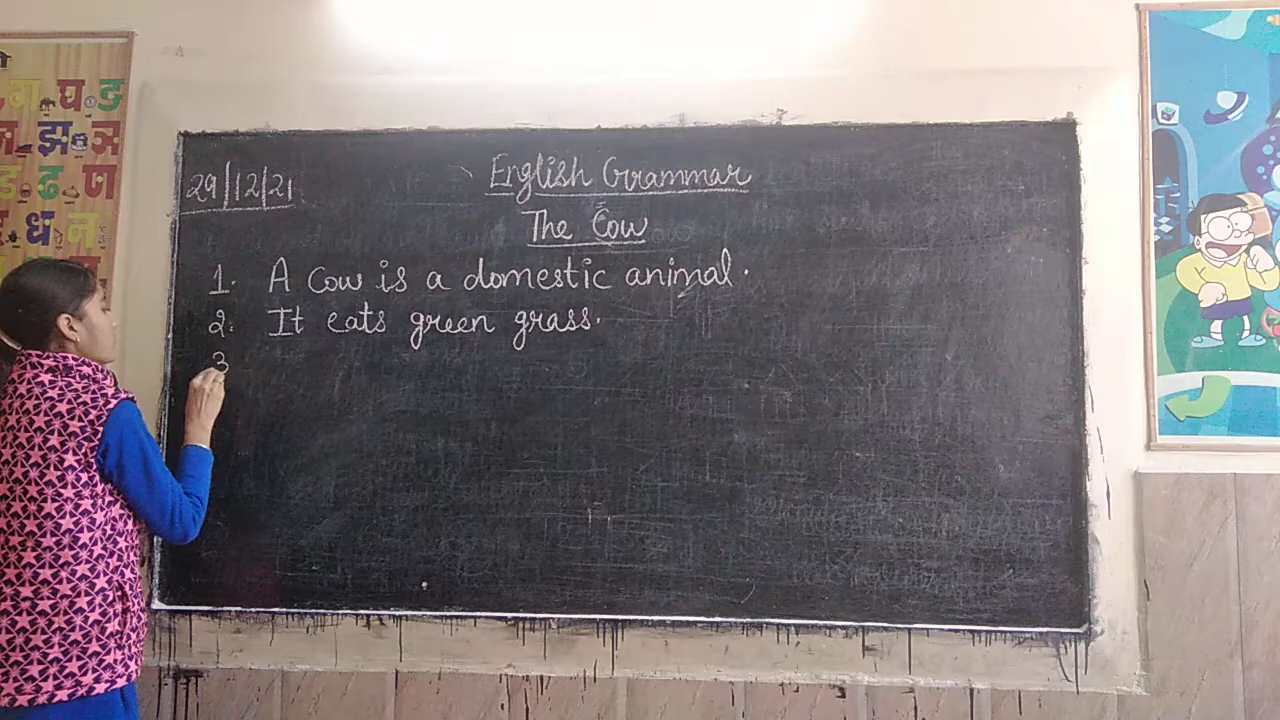 29/12/21
English Grammar
The Cow
1. A Cow is a domestic animal.
2. It eats green grass.
3
ग घ ङ
झ ञ
ड ढ ण
ध न